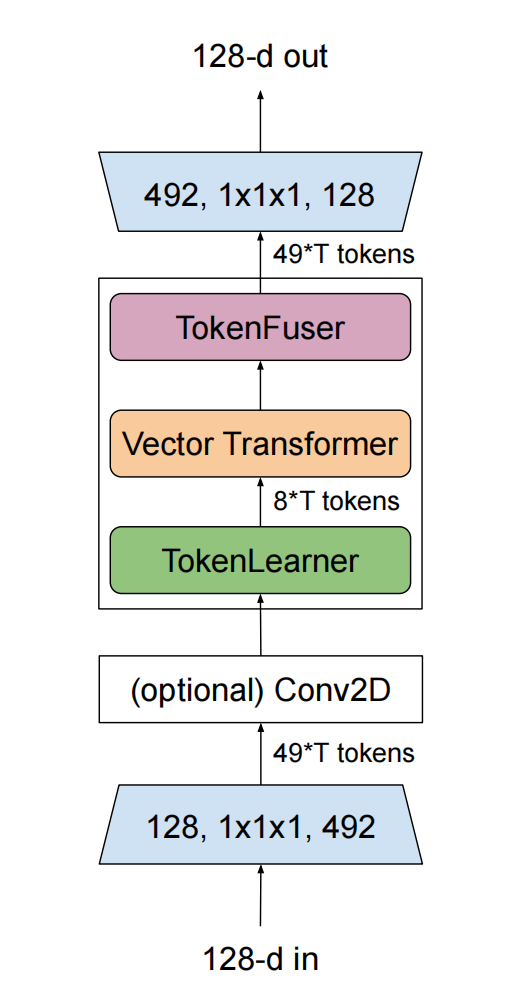 128-d out
492, 1x1x1, 128
49*T tokens
TokenFuser
Vector Transformer
8*T tokens
TokenLearner
(optional) Conv2D
49*T tokens
128, 1x1x1, 492
128-d in